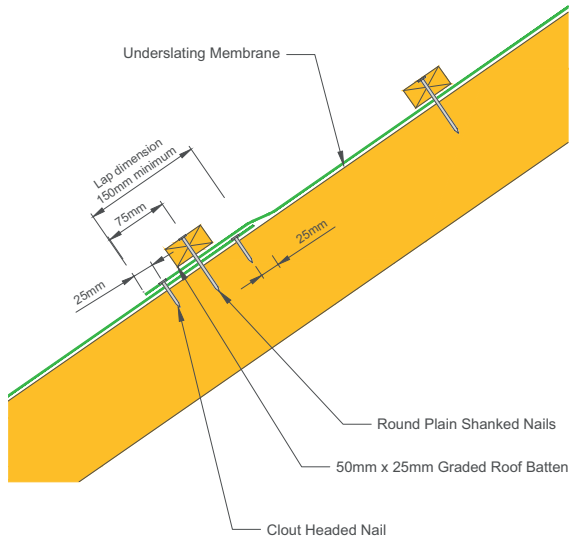 Underslating Membrane
Lap dimension
150mm minimum
75mm
25mm
25mm
Round Plain Shanked Nails
50mm x 25mm Graded Roof Batten
Clout Headed Nail